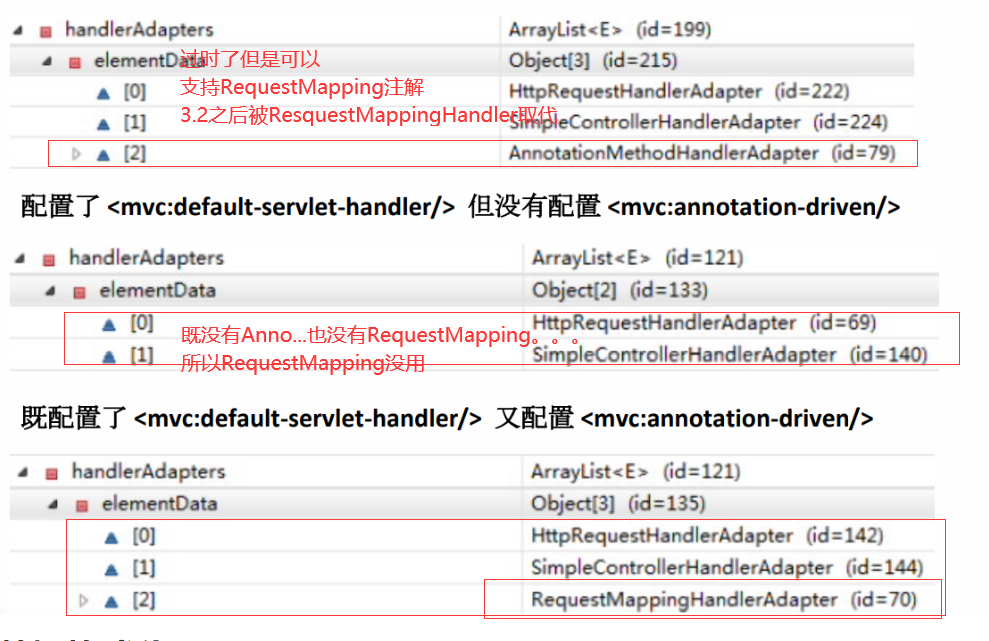 handlerAdapters ArrayList<E> (id=199)
elementData Object[3] (id=215)
过时了但是可以
支持RequestMapping注解
3.2之后被ResquestMappingHandler取代
[0] HttpRequestHandlerAdapter (id=222)
[1] SimpleControllerHandlerAdapter (id=224)
[2] AnnotationMethodHandlerAdapter (id=79)
配置了 <mvc:default-servlet-handler/> 但没有配置 <mvc:annotation-driven/>
handlerAdapters ArrayList<E> (id=121)
elementData Object[2] (id=133)
[0] HttpRequestHandlerAdapter (id=69)
既没有Anno...也没有RequestMapping。。。
[1] SimpleControllerHandlerAdapter (id=140)
所以RequestMapping没用
既配置了 <mvc:default-servlet-handler/> 又配置 <mvc:annotation-driven/>
handlerAdapters ArrayList<E> (id=121)
elementData Object[3] (id=135)
[0] HttpRequestHandlerAdapter (id=142)
[1] SimpleControllerHandlerAdapter (id=144)
[2] RequestMappingHandlerAdapter (id=70)